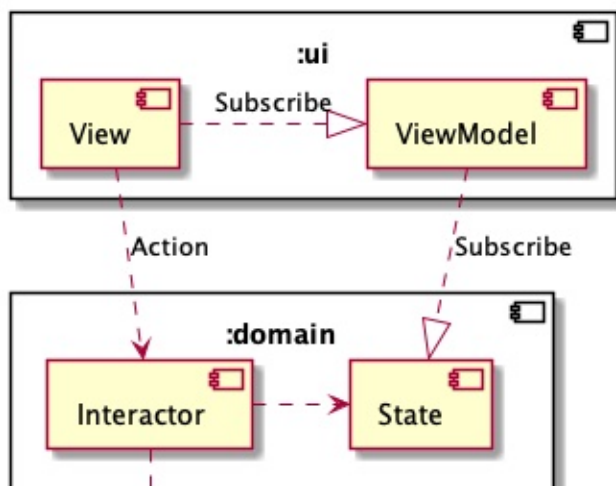 :ui
Subscribe
View
ViewModel
Action
Subscribe
:domain
Interactor
State